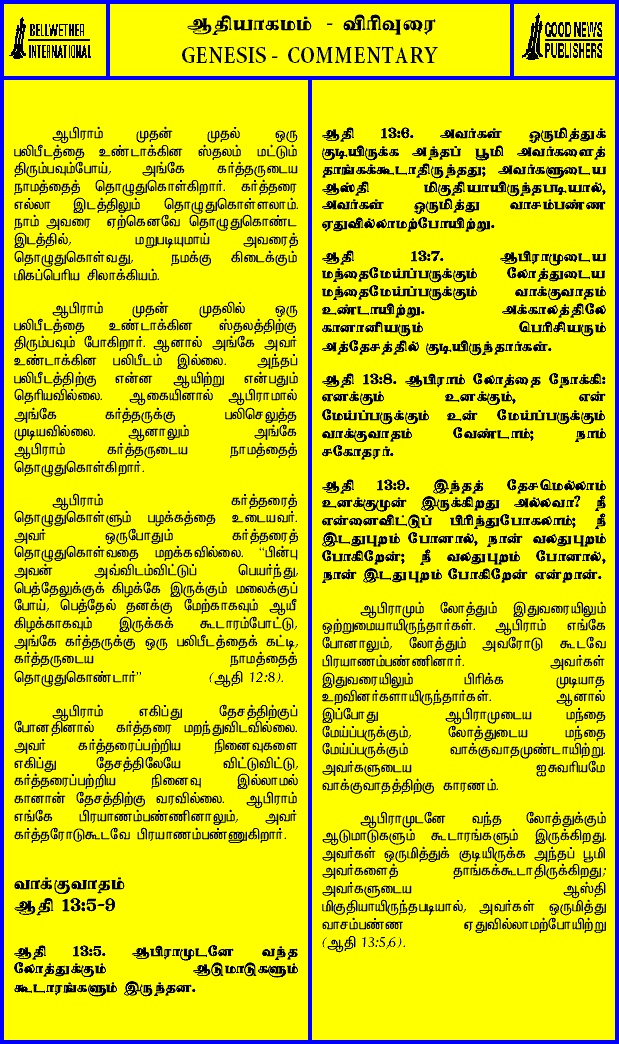 BELLWETHER
INTERNATIONAL
ஆதியாகமம் - விரிவுரை
GENESIS - COMMENTARY
GOOD NEWS
PUBLISHERS
ஆபிராம் முதன் முதல் ஒரு
பலிபீடத்தை உண்டாக்கின ஸ்தலம் மட்டும்
திரும்பவும்போய், அங்கே கர்த்தருடைய
நாமத்தைத் தொழுதுகொள்கிறார். கர்த்தரை
எல்லா இடத்திலும் தொழுதுகொள்ளலாம்.
நாம் அவரை ஏற்கெனவே தொழுதுகொண்ட
இடத்தில், மறுபடியுமாய் அவரைத்
தொழுதுகொள்வது, நமக்கு கிடைக்கும்
மிகப்பெரிய சிலாக்கியம்.
ஆபிராம் முதன் முதலில் ஒரு
பலிபீடத்தை உண்டாக்கின ஸ்தலத்திற்கு
திரும்பவும் போகிறார். ஆனால் அங்கே அவர்
உண்டாக்கின பலிபீடம் இல்லை. அந்தப்
பலிபீடத்திற்கு என்ன ஆயிற்று என்பதும்
தெரியவில்லை. ஆகையினால் ஆபிராமால்
அங்கே கர்த்தருக்கு பலிசெலுத்த
முடியவில்லை. ஆனாலும் அங்கே
ஆபிராம் கர்த்தருடைய நாமத்தைத்
தொழுதுகொள்கிறார்.
ஆபிராம் கர்த்தரைத்
தொழுதுகொள்ளும் பழக்கத்தை உடையவர்.
அவர் ஒருபோதும் கர்த்தரைத்
தொழுதுகொள்வதை மறக்கவில்லை. “பின்பு
அவன் அவ்விடம்விட்டுப் பெயர்ந்து,
பெத்தேலுக்குக் கிழக்கே இருக்கும் மலைக்குப்
போய், பெத்தேல் தனக்கு மேற்காகவும் ஆயீ
கிழக்காகவும் இருக்கக் கூடாரம்போட்டு,
அங்கே கர்த்தருக்கு ஒரு பலிபீடத்தைக் கட்டி,
கர்த்தருடைய நாமத்தைத்
தொழுதுகொண்டார்” (ஆதி 12:8).
ஆபிராம் எகிப்து தேசத்திற்குப்
போனதினால் கர்த்தரை மறந்துவிடவில்லை.
அவர் கர்த்தரைப்பற்றிய நினைவுகளை
எகிப்து தேசத்திலேயே விட்டுவிட்டு,
கர்த்தரைப்பற்றிய நினைவு இல்லாமல்
கானான் தேசத்திற்கு வரவில்லை. ஆபிராம்
எங்கே பிரயாணம்பண்ணினாலும், அவர்
கர்த்தரோடுகூடவே பிரயாணம்பண்ணுகிறார்.
வாக்குவாதம்
ஆதி 13:5-9
ஆதி 13:5. ஆபிராமுடனே வந்த
லோத்துக்கும் ஆடுமாடுகளும்
கூடாரங்களும் இருந்தன.
ஆதி 13:6. அவர்கள் ஒருமித்துக்
குடியிருக்க அந்தப் பூமி அவர்களைத்
தாங்கக்கூடாதிருந்தது; அவர்களுடைய
ஆஸ்தி மிகுதியாயிருந்தபடியால்,
அவர்கள் ஒருமித்து வாசம்பண்ண
ஏதுவில்லாமற்போயிற்று.
ஆதி 13:7. ஆபிராமுடைய
மந்தைமேய்ப்பருக்கும் லோத்துடைய
மந்தைமேய்ப்பருக்கும் வாக்குவாதம்
உண்டாயிற்று. அக்காலத்திலே
கானானியரும் பெரிசியரும்
அத்தேசத்தில் குடியிருந்தார்கள்.
ஆதி 13:8. ஆபிராம் லோத்தை நோக்கி:
எனக்கும் உனக்கும், என்
மேய்ப்பருக்கும் உன் மேய்ப்பருக்கும்
வாக்குவாதம் வேண்டாம்; நாம்
சகோதரர்.
ஆதி 13:9. இந்தத் தேசமெல்லாம்
உனக்குமுன் இருக்கிறது அல்லவா? நீ
என்னைவிட்டுப் பிரிந்துபோகலாம்; நீ
இடதுபுறம் போனால், நான் வலதுபுறம்
போகிறேன்; நீ வலதுபுறம் போனால்,
நான் இடதுபுறம் போகிறேன் என்றான்.
ஆபிராமும் லோத்தும் இதுவரையிலும்
ஒற்றுமையாயிருந்தார்கள். ஆபிராம் எங்கே
போனாலும், லோத்தும் அவரோடு கூடவே
பிரயாணம்பண்ணினார். அவர்கள்
இதுவரையிலும் பிரிக்க முடியாத
உறவினர்களாயிருந்தார்கள். ஆனால்
இப்போது ஆபிராமுடைய மந்தை
மேய்ப்பருக்கும், லோத்துடைய மந்தை
மேய்ப்பருக்கும் வாக்குவாதமுண்டாயிற்று.
அவர்களுடைய ஐசுவரியமே
வாக்குவாதத்திற்கு காரணம்.
ஆபிராமுடனே வந்த லோத்துக்கும்
ஆடுமாடுகளும் கூடாரங்களும் இருக்கிறது.
அவர்கள் ஒருமித்துக் குடியிருக்க அந்தப் பூமி
அவர்களைத் தாங்கக்கூடாதிருக்கிறது;
அவர்களுடைய ஆஸ்தி
மிகுதியாயிருந்தபடியால், அவர்கள் ஒருமித்து
வாசம்பண்ண ஏதுவில்லாமற்போயிற்று
(ஆதி 13:5,6).